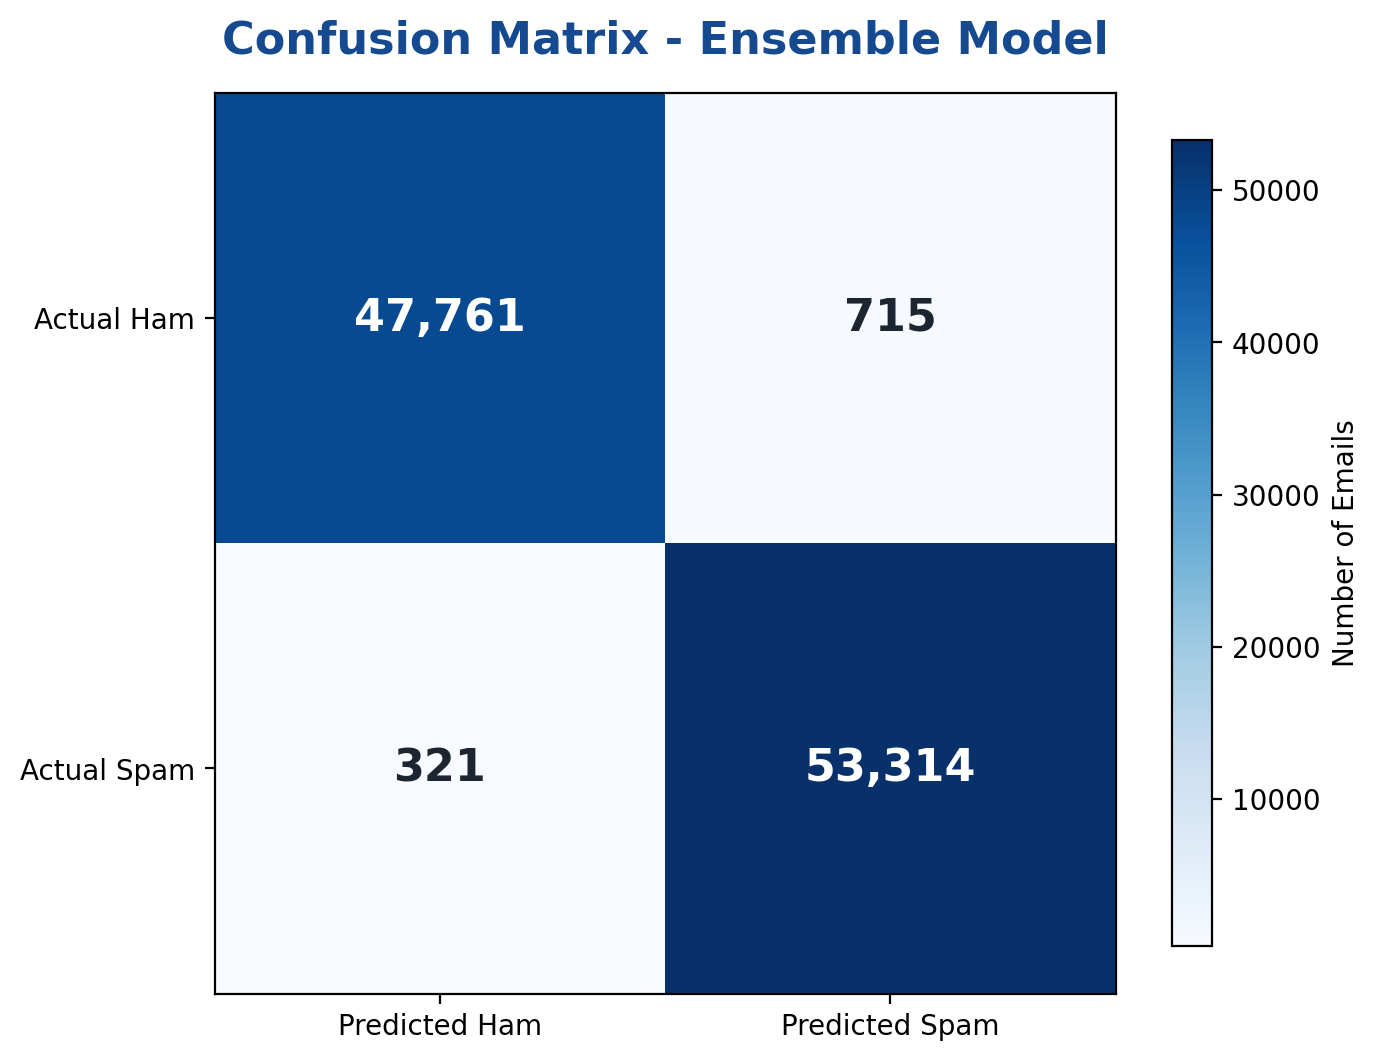 Confusion Matrix - Ensemble Model
Actual Ham
47,761
715
Actual Spam
321
53,314
Predicted Ham
Predicted Spam
50000
40000
30000
20000
10000
Number of Emails